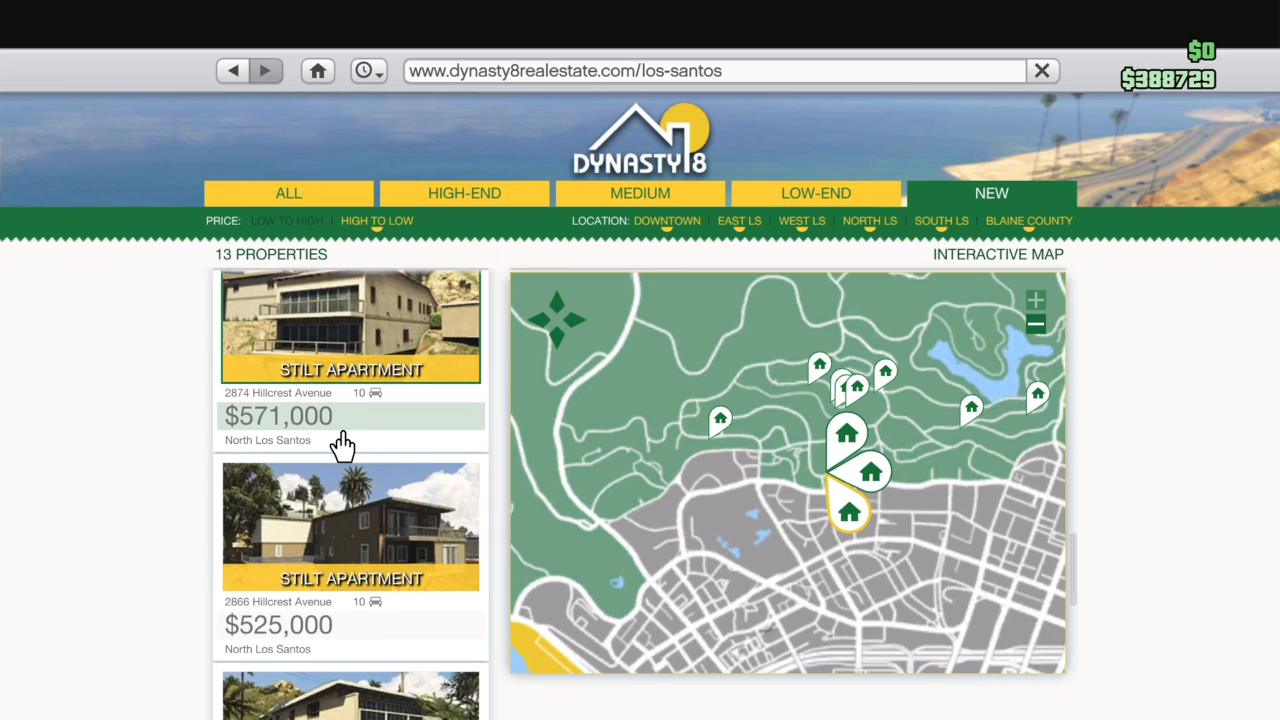 $0
www.dynasty8realestate.com/los-santos
$388729
DYNASTY 8
ALL HIGH-END MEDIUM LOW-END NEW
PRICE: LOW TO HIGH | HIGH TO LOW LOCATION: DOWNTOWN | EAST LS | WEST LS | NORTH LS | SOUTH LS | BLAINE COUNTY
13 PROPERTIES INTERACTIVE MAP
STILT APARTMENT
2874 Hillcrest Avenue 10
$571,000
North Los Santos
STILT APARTMENT
2866 Hillcrest Avenue 10
$525,000
North Los Santos